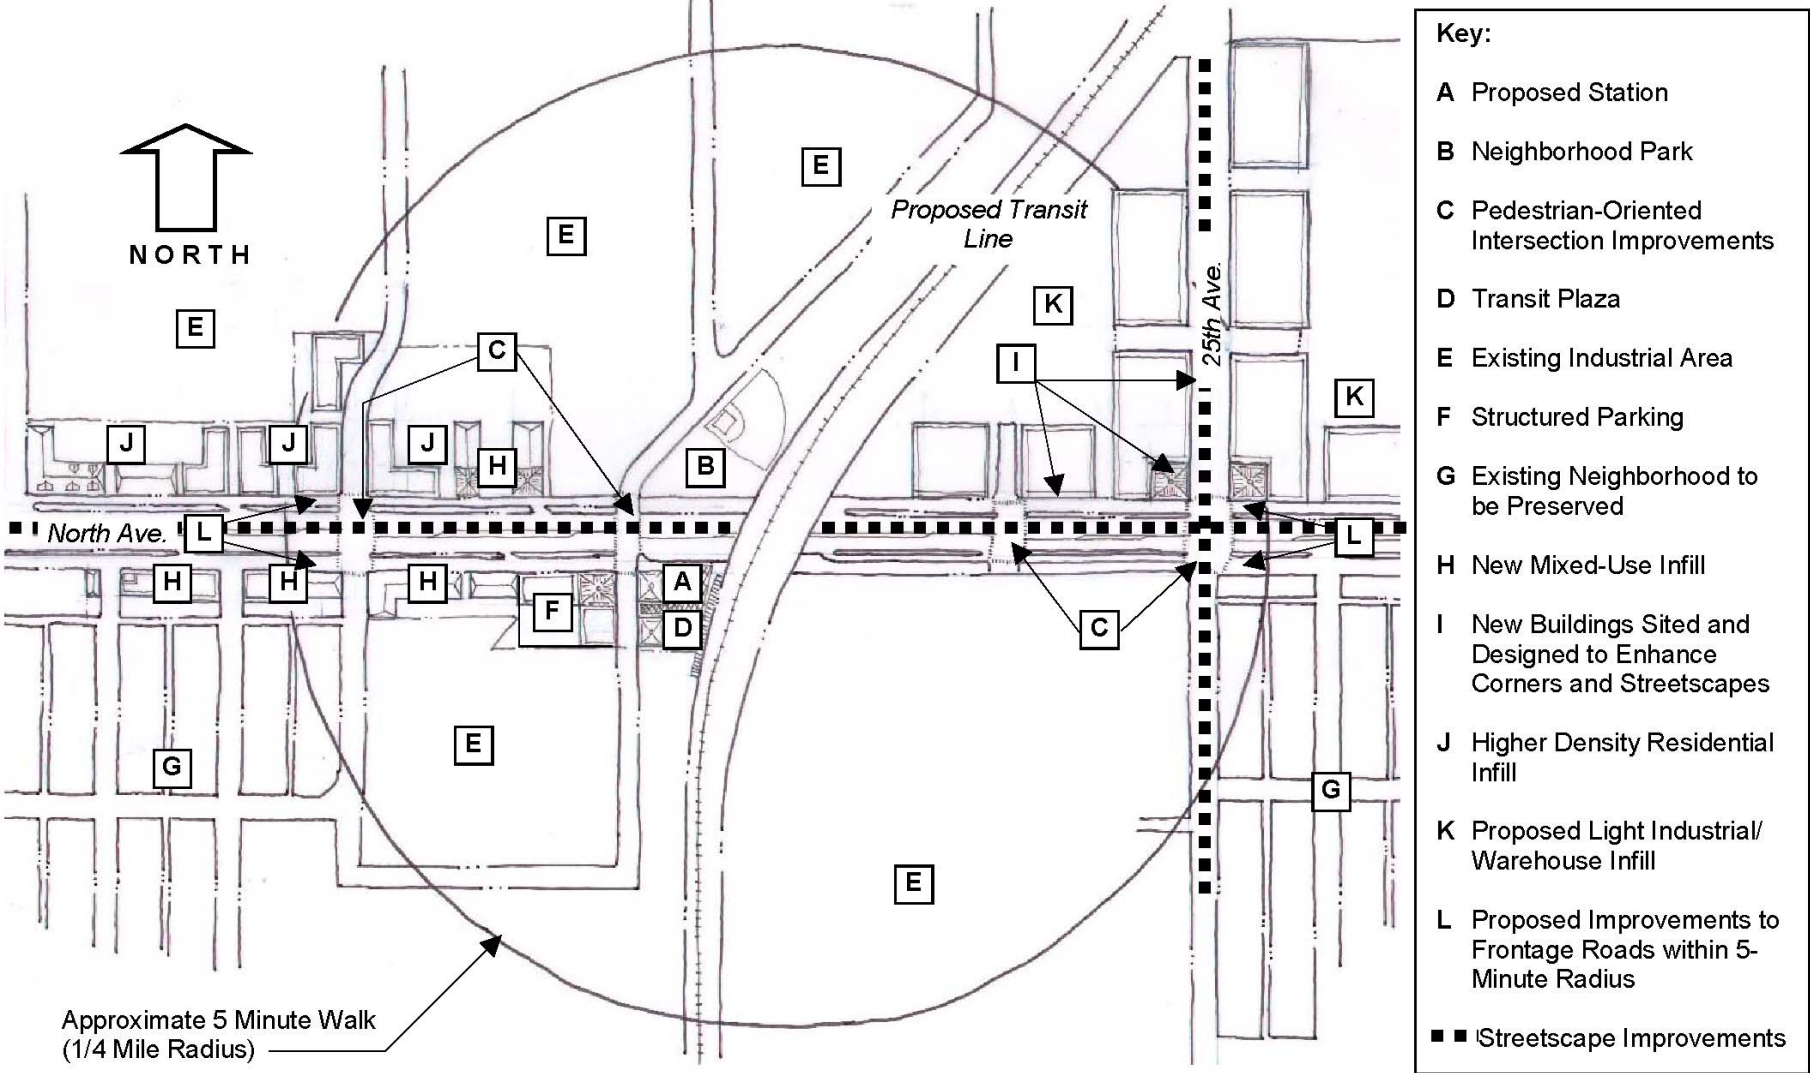 E
E
Proposed Transit
Line
NORTH
E
K
25th Ave.
C
I
K
J
J
J
H
B
North Ave.
L
L
H
H
H
F
A
D
C
G
E
G
E
Approximate 5 Minute Walk
(1/4 Mile Radius)
Key:
A Proposed Station
B Neighborhood Park
C Pedestrian-Oriented
Intersection Improvements
D Transit Plaza
E Existing Industrial Area
F Structured Parking
G Existing Neighborhood to
be Preserved
H New Mixed-Use Infill
I New Buildings Sited and
Designed to Enhance
Corners and Streetscapes
J Higher Density Residential
Infill
K Proposed Light Industrial/
Warehouse Infill
L Proposed Improvements to
Frontage Roads within 5-
Minute Radius
Streetscape Improvements